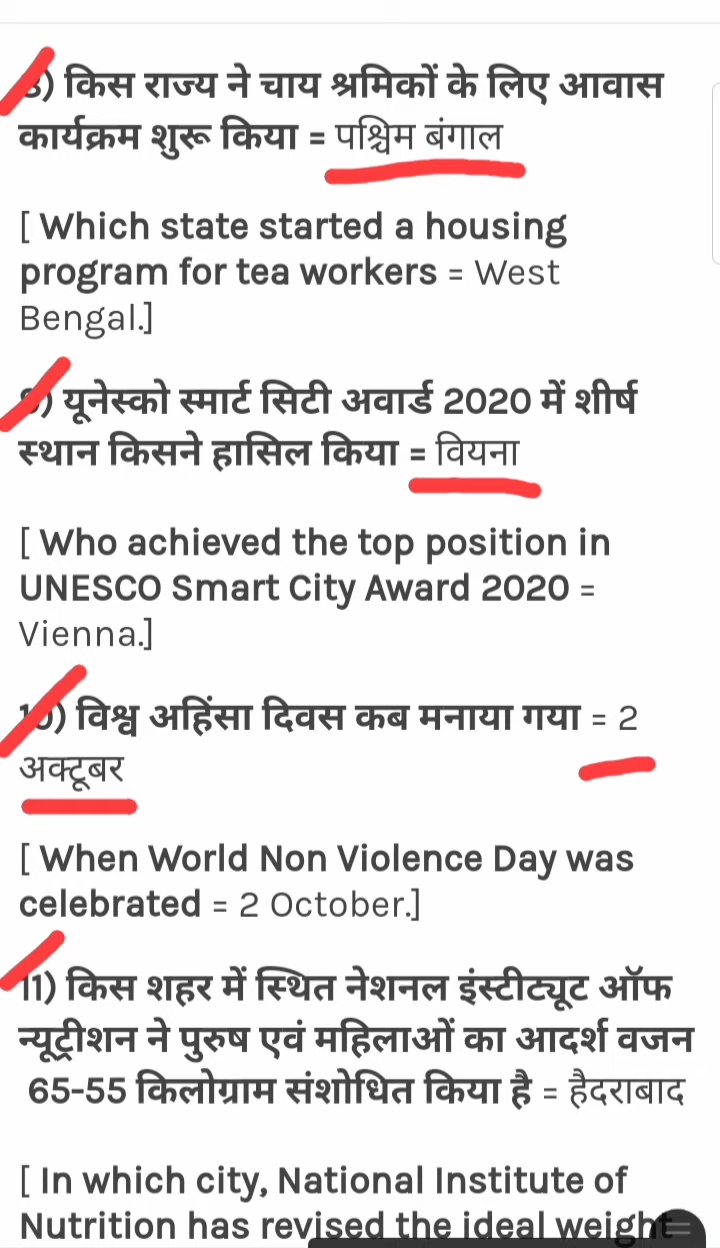 8) किस राज्य ने चाय श्रमिकों के लिए आवास
कार्यक्रम शुरू किया = पश्चिम बंगाल
[ Which state started a housing
program for tea workers = West
Bengal.]
9) यूनेस्को स्मार्ट सिटी अवार्ड 2020 में शीर्ष
स्थान किसने हासिल किया = वियना
[ Who achieved the top position in
UNESCO Smart City Award 2020 =
Vienna.]
10) विश्व अहिंसा दिवस कब मनाया गया = 2
अक्टूबर
[ When World Non Violence Day was
celebrated = 2 October.]
11) किस शहर में स्थित नेशनल इंस्टीट्यूट ऑफ
न्यूट्रीशन ने पुरुष एवं महिलाओं का आदर्श वजन
65-55 किलोग्राम संशोधित किया है = हैदराबाद
[ In which city, National Institute of
Nutrition has revised the ideal weight